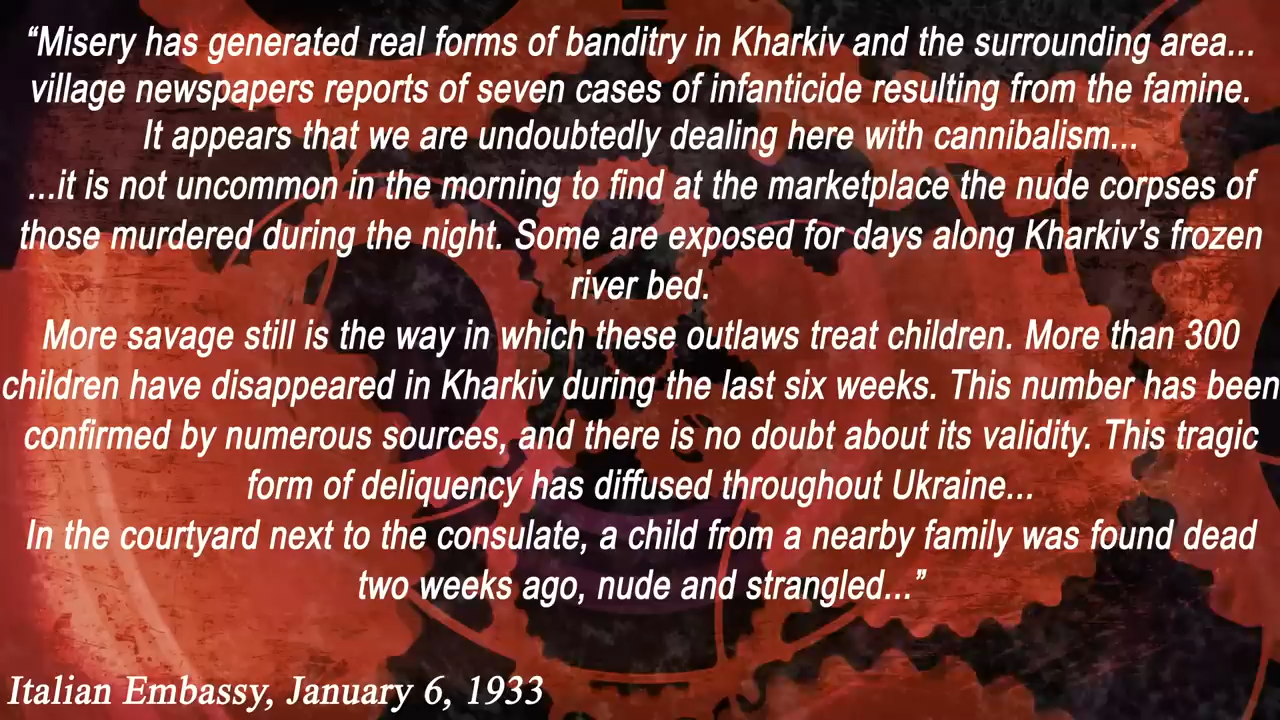 “Misery has generated real forms of banditry in Kharkiv and the surrounding area...
village newspapers reports of seven cases of infanticide resulting from the famine.
It appears that we are undoubtedly dealing here with cannibalism...
...it is not uncommon in the morning to find at the marketplace the nude corpses of
those murdered during the night. Some are exposed for days along Kharkiv’s frozen
river bed.
More savage still is the way in which these outlaws treat children. More than 300
children have disappeared in Kharkiv during the last six weeks. This number has been
confirmed by numerous sources, and there is no doubt about its validity. This tragic
form of deliquency has diffused throughout Ukraine...
In the courtyard next to the consulate, a child from a nearby family was found dead
two weeks ago, nude and strangled...”
Italian Embassy, January 6, 1933